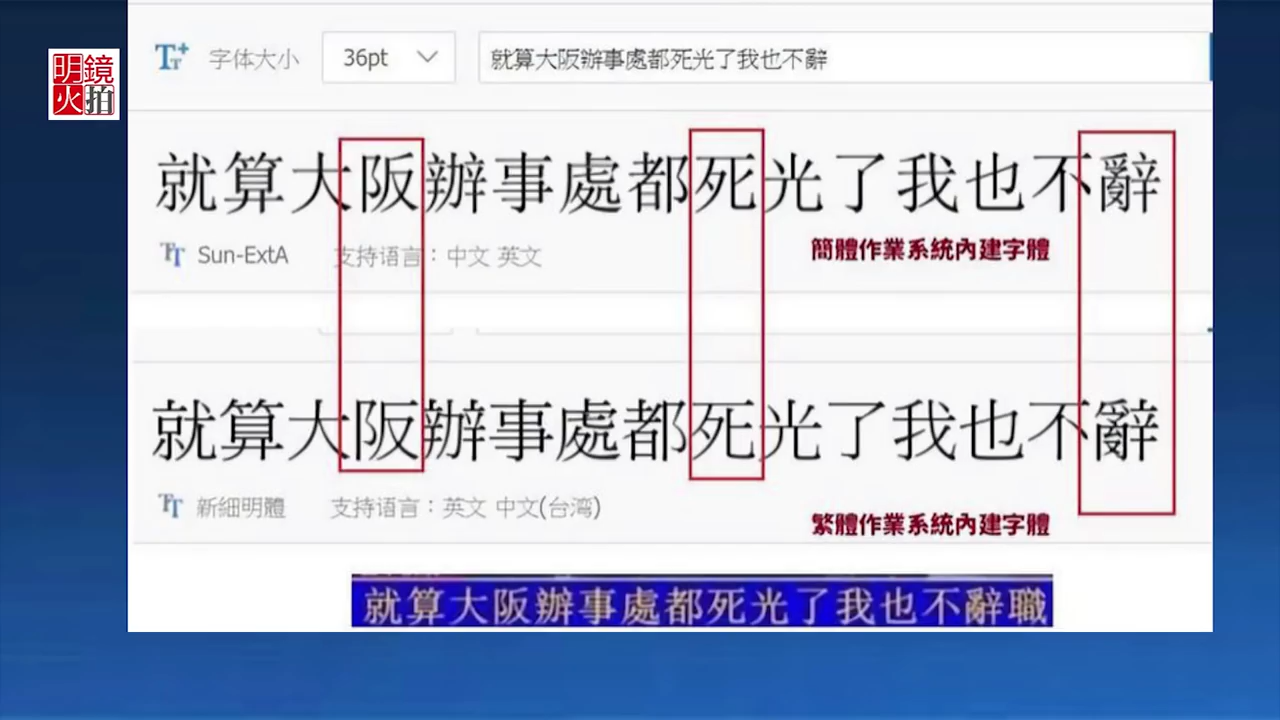 明鏡
火拍
字体大小 36pt 就算大阪辦事處都死光了我也不辭
就算大阪辦事處都死光了我也不辭
Sun-ExtA 支持语言：中文 英文
簡體作業系統內建字體
就算大阪辦事處都死光了我也不辭
新細明體 支持语言：英文 中文(台湾)
繁體作業系統內建字體
就算大阪辦事處都死光了我也不辭職